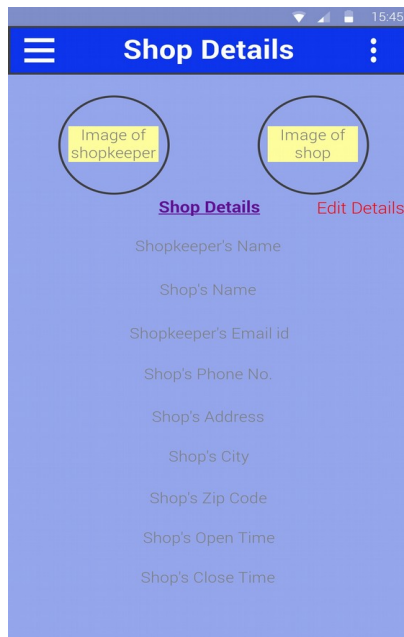 15:45
Shop Details
Image of
shopkeeper
Image of
shop
Shop Details
Edit Details
Shopkeeper's Name
Shop's Name
Shopkeeper's Email id
Shop's Phone No.
Shop's Address
Shop's City
Shop's Zip Code
Shop's Open Time
Shop's Close Time